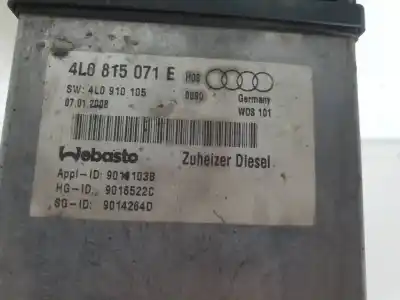 4L0 815 071 E
SW: 4L0 910 105
07.01.2008
Germany
WOS 101
Webasto
Zuheizer Diesel
Appl-ID: 9014103B
HG-ID: 9016522C
SG-ID: 9014264D